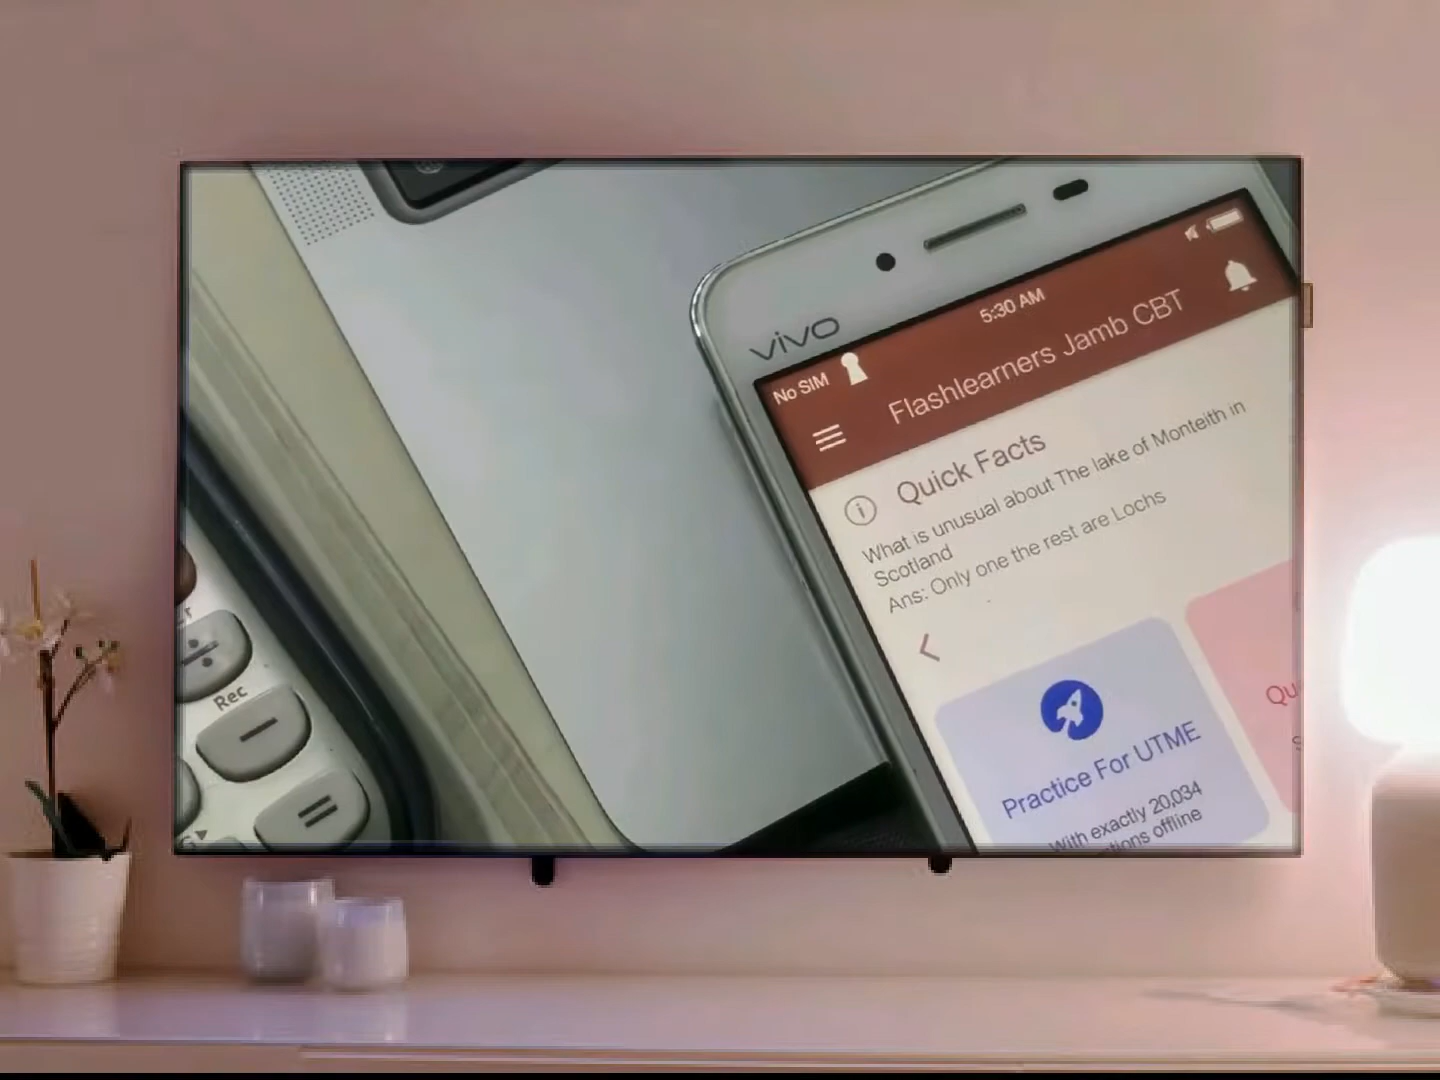 vivo
No SIM
5:30 AM
Flashlearners Jamb CBT
Quick Facts
What is unusual about The lake of Monteith in
Scotland
Ans: Only one the rest are Lochs
Practice For UTME
With exactly 20,034
offline
Rec